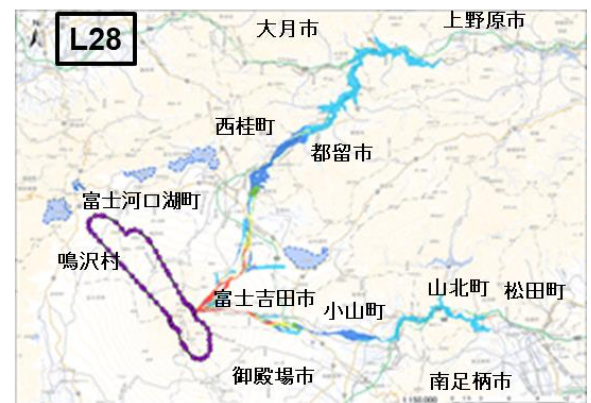 L28
大月市
上野原市
西桂町
都留市
富士河口湖町
鳴沢村
富士吉田市
小山町
山北町
松田町
御殿場市
南足柄市